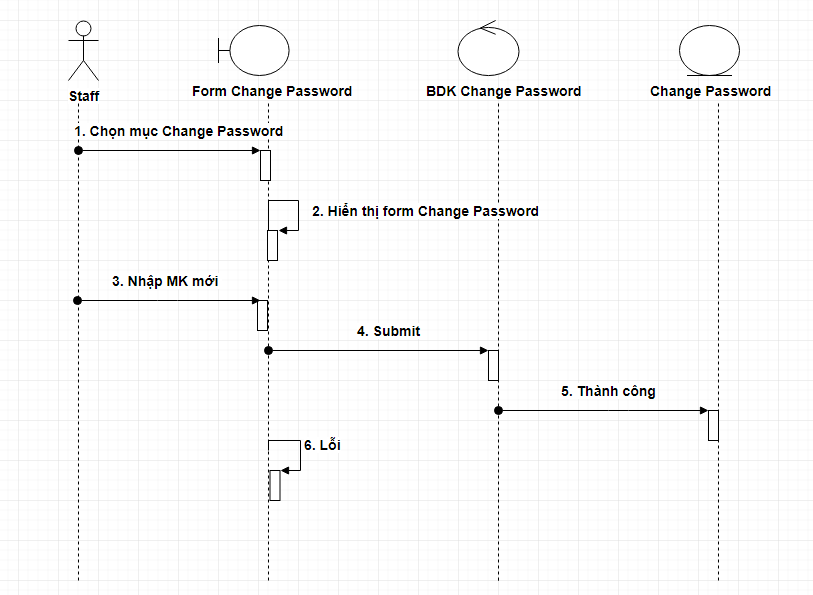 Staff
Form Change Password
BDK Change Password
Change Password
1. Chọn mục Change Password
2. Hiển thị form Change Password
3. Nhập MK mới
4. Submit
5. Thành công
6. Lỗi